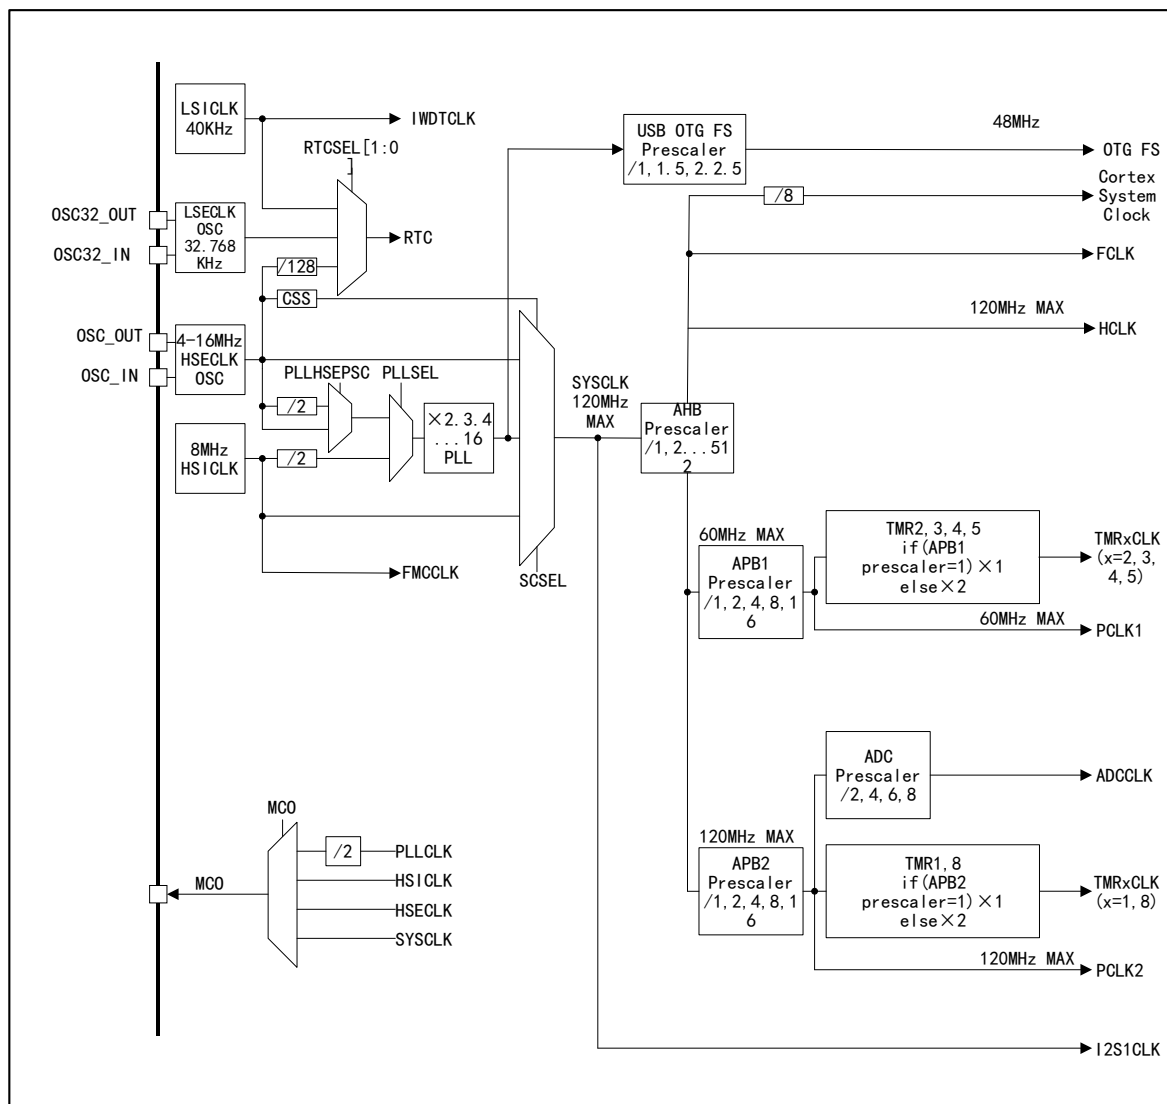 LSICLK
40KHz
IWDTCLK
RTCSEL[1:0
]
OSC32_OUT
OSC32_IN
LSECLK
OSC
32.768
KHz
RTC
/128
CSS
OSC_OUT
OSC_IN
4-16MHz
HSECLK
OSC
PLLHSEPSC
PLLSEL
/2
×2.3.4
...16
PLL
8MHz
HSICLK
/2
FMCCLK
SCSEL
SYSCLK
120MHz
MAX
USB OTG FS
Prescaler
/1,1.5,2.2.5
48MHz
OTG FS
/8
Cortex
System
Clock
FCLK
120MHz MAX
HCLK
AHB
Prescaler
/1,2...51
2
60MHz MAX
APB1
Prescaler
/1,2,4,8,1
6
TMR2,3,4,5
if(APB1
prescaler=1)×1
else×2
TMRxCLK
(x=2,3,
4,5)
60MHz MAX
PCLK1
ADC
Prescaler
/2,4,6,8
ADCCLK
120MHz MAX
APB2
Prescaler
/1,2,4,8,1
6
TMR1,8
if(APB2
prescaler=1)×1
else×2
TMRxCLK
(x=1,8)
120MHz MAX
PCLK2
I2S1CLK
MCO
MCO
/2
PLLCLK
HSICLK
HSECLK
SYSCLK